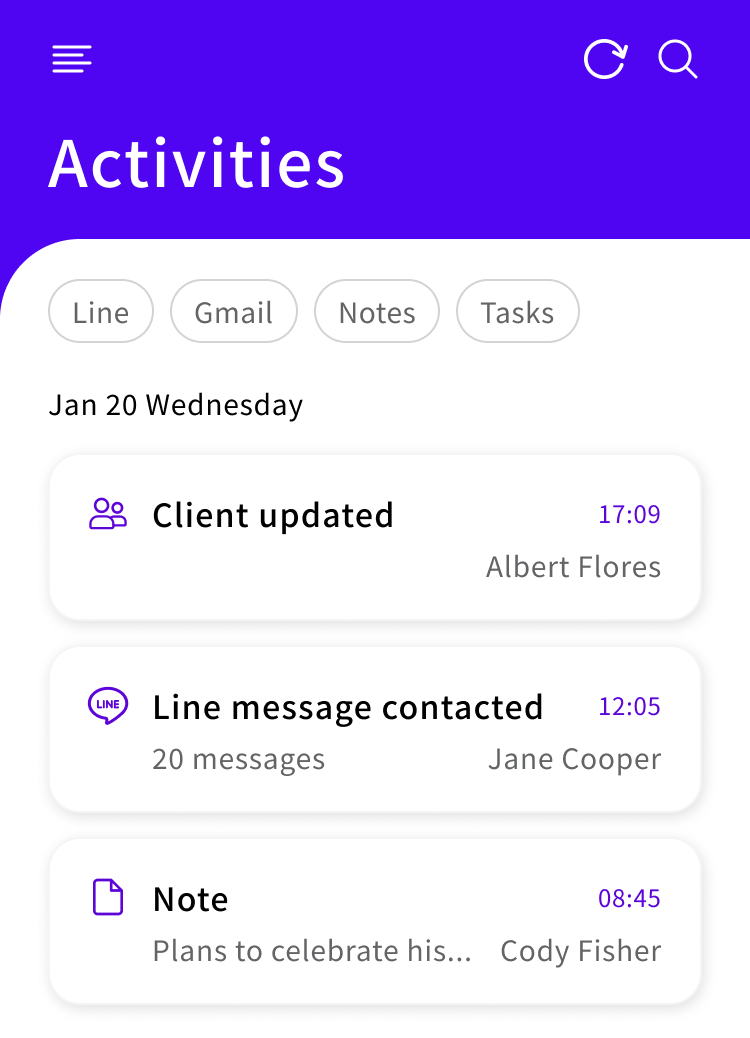 Activities
Line Gmail Notes Tasks
Jan 20 Wednesday
Client updated 17:09
Albert Flores
LINE Line message contacted 12:05
20 messages Jane Cooper
Note 08:45
Plans to celebrate his... Cody Fisher